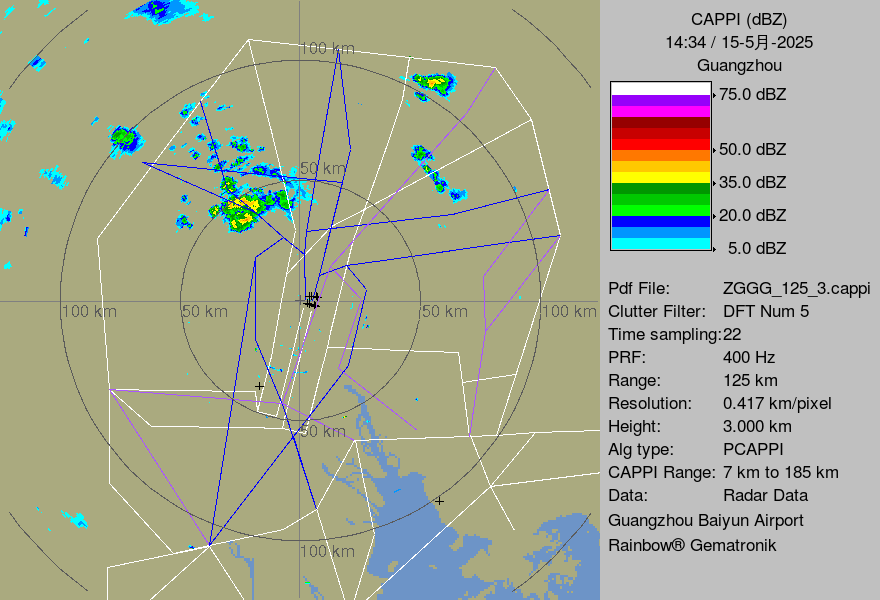 CAPPI (dBZ)
14:34 / 15-5月-2025
Guangzhou
75.0 dBZ
50.0 dBZ
35.0 dBZ
20.0 dBZ
5.0 dBZ
Pdf File: ZGGG_125_3.cappi
Clutter Filter: DFT Num 5
Time sampling:22
PRF: 400 Hz
Range: 125 km
Resolution: 0.417 km/pixel
Height: 3.000 km
Alg type: PCAPPI
CAPPI Range: 7 km to 185 km
Data: Radar Data
Guangzhou Baiyun Airport
Rainbow® Gematronik
100 km
50 km
100 km
50 km
50 km
100 km
50 km
100 km